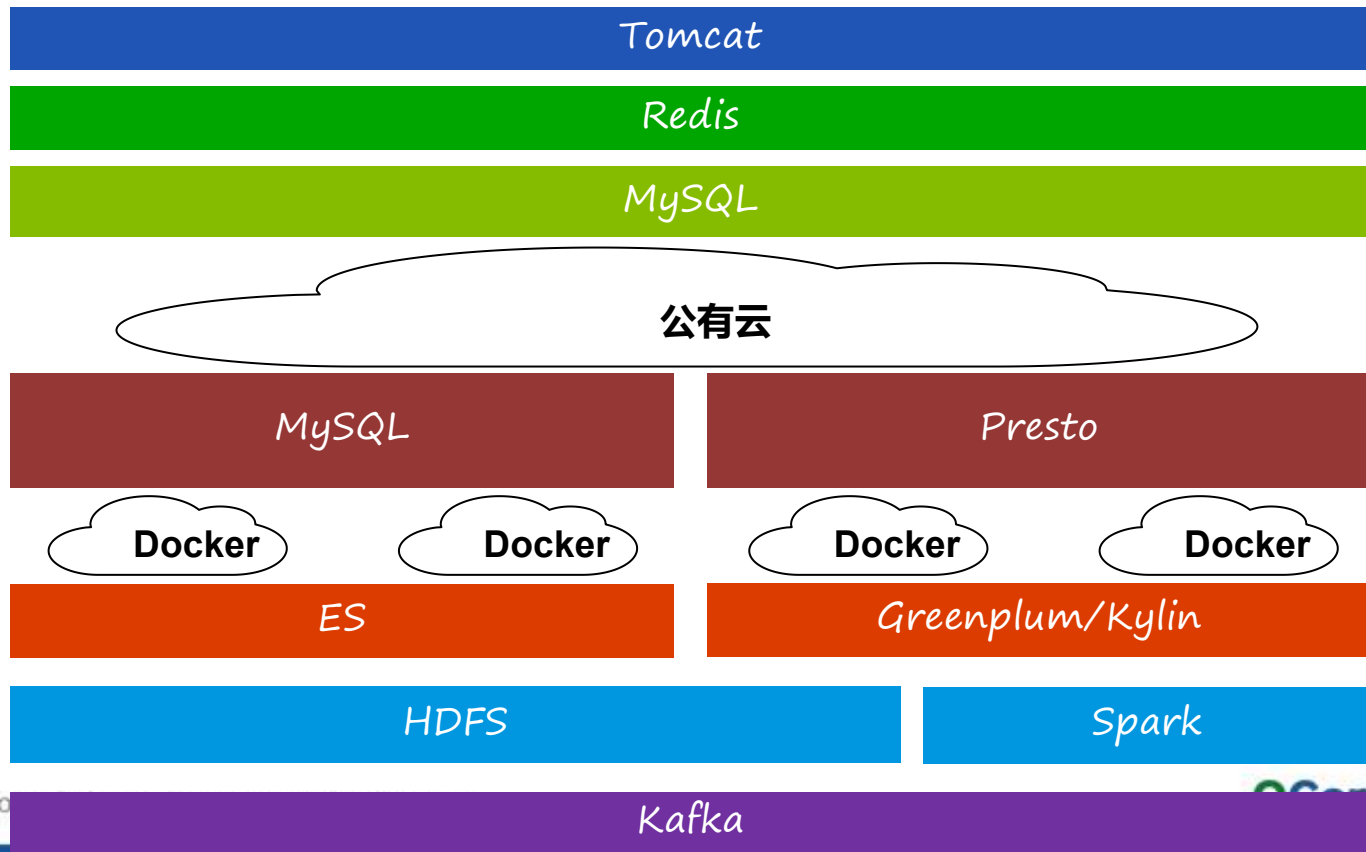 Tomcat
Redis
MySQL
公有云
MySQL
Presto
Docker
Docker
Docker
Docker
ES
Greenplum/Kylin
HDFS
Spark
Kafka